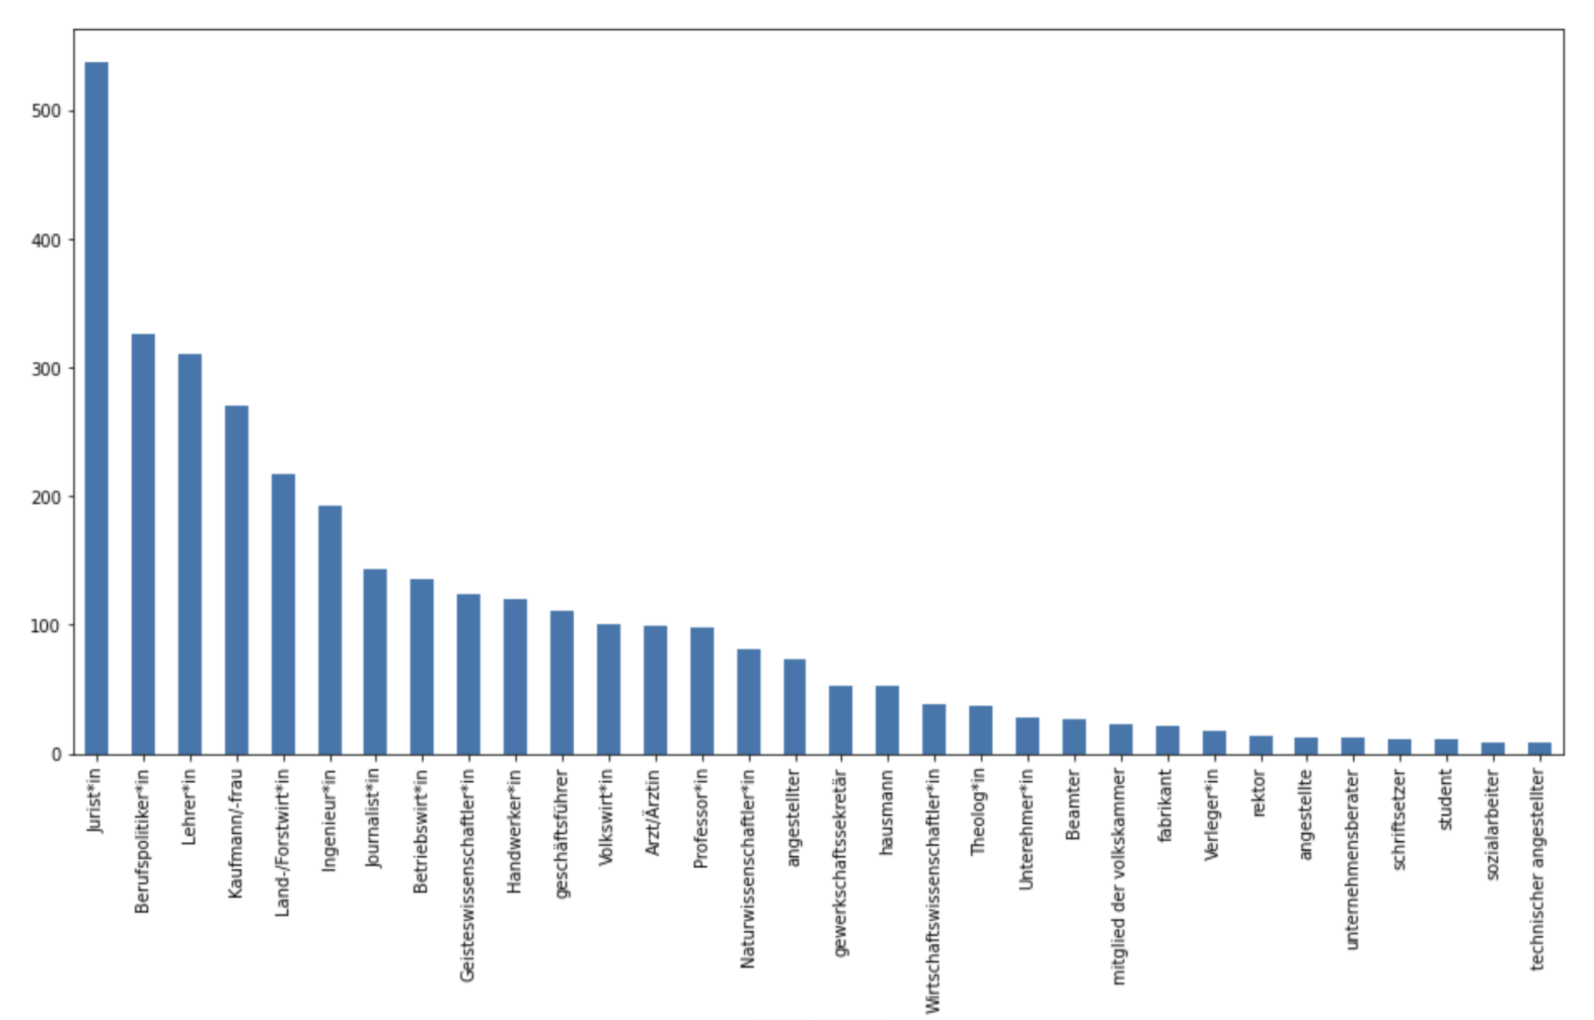 500
400
300
200
100
0
Jurist*in
Berufspolitiker*in
Lehrer*in
Kaufmann/-frau
Land-/Forstwirt*in
Ingenieur*in
Journalist*in
Betriebswirt*in
Geisteswissenschaftler*in
Handwerker*in
geschäftsführer
Volkswirt*in
Arzt/Ärztin
Professor*in
Naturwissenschaftler*in
angestellter
gewerkschaftssekretär
hausmann
Wirtschaftswissenschaftler*in
Theolog*in
Unterehmer*in
Beamter
mitglied der volkskammer
fabrikant
Verleger*in
rektor
angestellte
unternehmensberater
schriftsetzer
student
sozialarbeiter
technischer angestellter